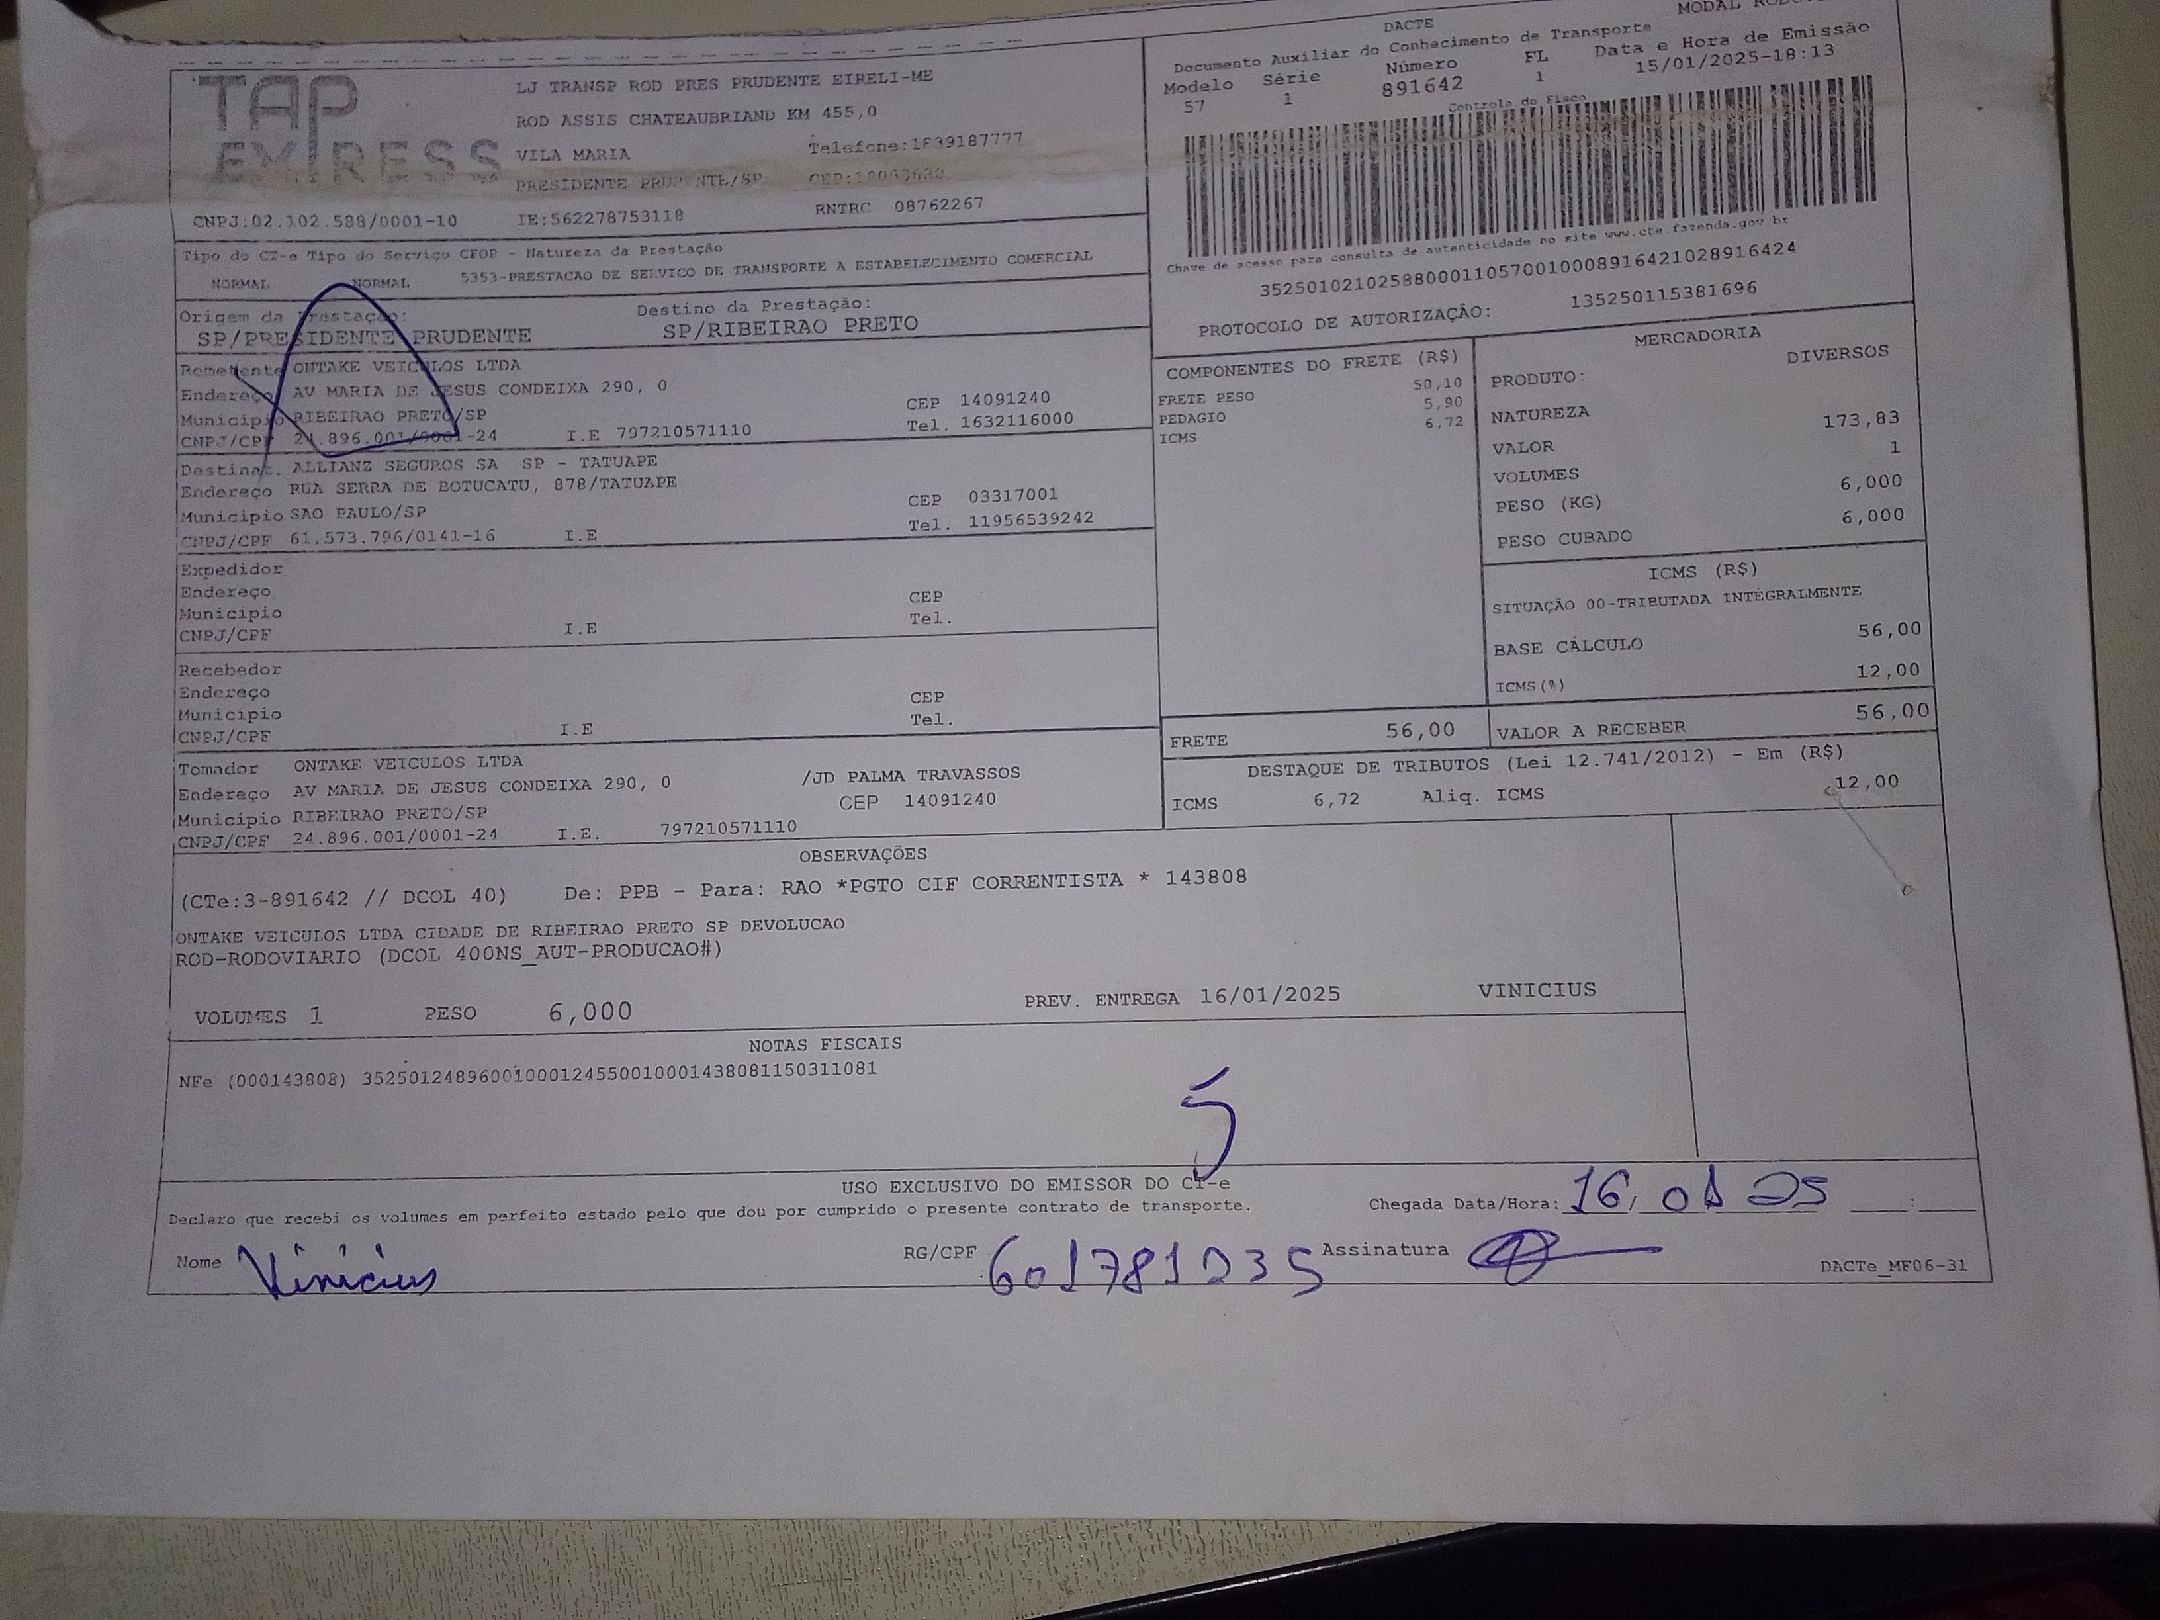 TAP
EXPRESS
LJ TRANSP ROD PRES PRUDENTE EIRELI-ME
ROD ASSIS CHATEAUBRIAND KM 455,0
VILA MARIA Telefone:1839187777
PRESIDENTE PRUDENTE/SP
CNPJ:02.102.588/0001-10 IE:562278753118 RNTRC 08762267
DACTE
Documento Auxiliar do Conhecimento de Transporte
Modelo Série Número FL Data e Hora de Emissão
57 1 891642 1 15/01/2025-18:13
Controle do Fisco
Chave de acesso para consulta de autenticidade no site www.cte.fazenda.gov.br
35250102102588000110570010008916421028916424
PROTOCOLO DE AUTORIZAÇÃO: 135250115381696
Tipo do CT-e Tipo do Serviço CFOP - Natureza da Prestação
NORMAL NORMAL 5353-PRESTACAO DE SERVICO DE TRANSPORTE A ESTABELECIMENTO COMERCIAL
Origem da Prestação: Destino da Prestação:
SP/PRESIDENTE PRUDENTE SP/RIBEIRAO PRETO
Remetente ONTAKE VEICULOS LTDA
Endereço AV MARIA DE JESUS CONDEIXA 290, 0 CEP 14091240
Municipio RIBEIRAO PRETO/SP Tel. 1632116000
CNPJ/CPF 24.896.001/0001-24 I.E 797210571110
Destinat. ALLIANZ SEGUROS SA SP - TATUAPE
Endereço RUA SERRA DE BOTUCATU, 878/TATUAPE CEP 03317001
Municipio SAO PAULO/SP Tel. 11956539242
CNPJ/CPF 61.573.796/0141-16 I.E
Expedidor
Endereço CEP
Municipio Tel.
CNPJ/CPF I.E
Recebedor
Endereço CEP
Municipio Tel.
CNPJ/CPF I.E
Tomador ONTAKE VEICULOS LTDA
Endereço AV MARIA DE JESUS CONDEIXA 290, 0 /JD PALMA TRAVASSOS
Municipio RIBEIRAO PRETO/SP CEP 14091240
CNPJ/CPF 24.896.001/0001-24 I.E. 797210571110
COMPONENTES DO FRETE (R$)
FRETE PESO 50,10
PEDAGIO 5,90
ICMS 6,72
MERCADORIA
PRODUTO: DIVERSOS
NATUREZA
VALOR 173,83
VOLUMES 1
PESO (KG) 6,000
PESO CUBADO 6,000
ICMS (R$)
SITUAÇÃO 00-TRIBUTADA INTEGRALMENTE
BASE CÁLCULO 56,00
ICMS(%) 12,00
FRETE 56,00 VALOR A RECEBER 56,00
DESTAQUE DE TRIBUTOS (Lei 12.741/2012) - Em (R$)
ICMS 6,72 Aliq. ICMS 12,00
OBSERVAÇÕES
(CTe:3-891642 // DCOL 40) De: PPB - Para: RAO *PGTO CIF CORRENTISTA * 143808
ONTAKE VEICULOS LTDA CIDADE DE RIBEIRAO PRETO SP DEVOLUCAO
ROD-RODOVIARIO (DCOL 400NS_AUT-PRODUCAO#)
VOLUMES 1 PESO 6,000 PREV. ENTREGA 16/01/2025 VINICIUS
NOTAS FISCAIS
NFe (000143808) 35250124896001000124550010001438081150311081
5
USO EXCLUSIVO DO EMISSOR DO CT-e
Declaro que recebi os volumes em perfeito estado pelo que dou por cumprido o presente contrato de transporte. Chegada Data/Hora: 16/01 25 :
Nome Vinicius RG/CPF 601781235 Assinatura
DACTe_MF06-31